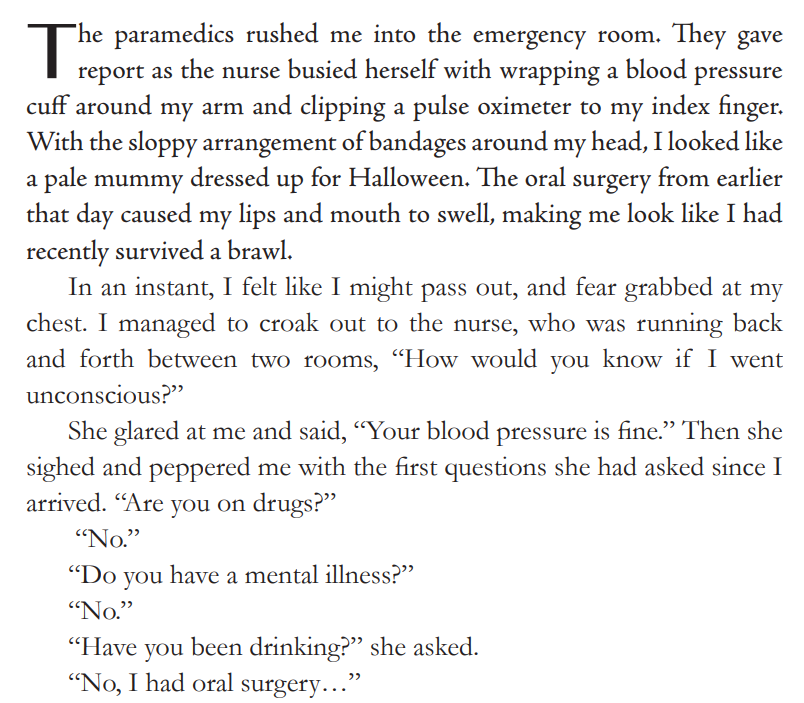 The paramedics rushed me into the emergency room. They gave
report as the nurse busied herself with wrapping a blood pressure
cuff around my arm and clipping a pulse oximeter to my index finger.
With the sloppy arrangement of bandages around my head, I looked like
a pale mummy dressed up for Halloween. The oral surgery from earlier
that day caused my lips and mouth to swell, making me look like I had
recently survived a brawl.
In an instant, I felt like I might pass out, and fear grabbed at my
chest. I managed to croak out to the nurse, who was running back
and forth between two rooms, “How would you know if I went
unconscious?”
She glared at me and said, “Your blood pressure is fine.” Then she
sighed and peppered me with the first questions she had asked since I
arrived. “Are you on drugs?”
“No.”
“Do you have a mental illness?”
“No.”
“Have you been drinking?” she asked.
“No, I had oral surgery…”